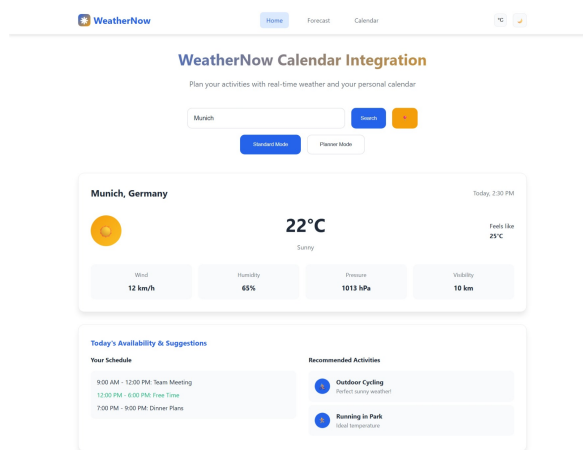 WeatherNow
Home Forecast Calendar
°C
WeatherNow Calendar Integration
Plan your activities with real-time weather and your personal calendar
Munich
Search
Standard Mode Planner Mode
Munich, Germany
Today, 2:30 PM
22°C
Sunny
Feels like
25°C
Wind
12 km/h
Humidity
65%
Pressure
1013 hPa
Visibility
10 km
Today's Availability & Suggestions
Your Schedule
9:00 AM - 12:00 PM: Team Meeting
12:00 PM - 6:00 PM: Free Time
7:00 PM - 9:00 PM: Dinner Plans
Recommended Activities
Outdoor Cycling
Perfect sunny weather!
Running in Park
Ideal temperature